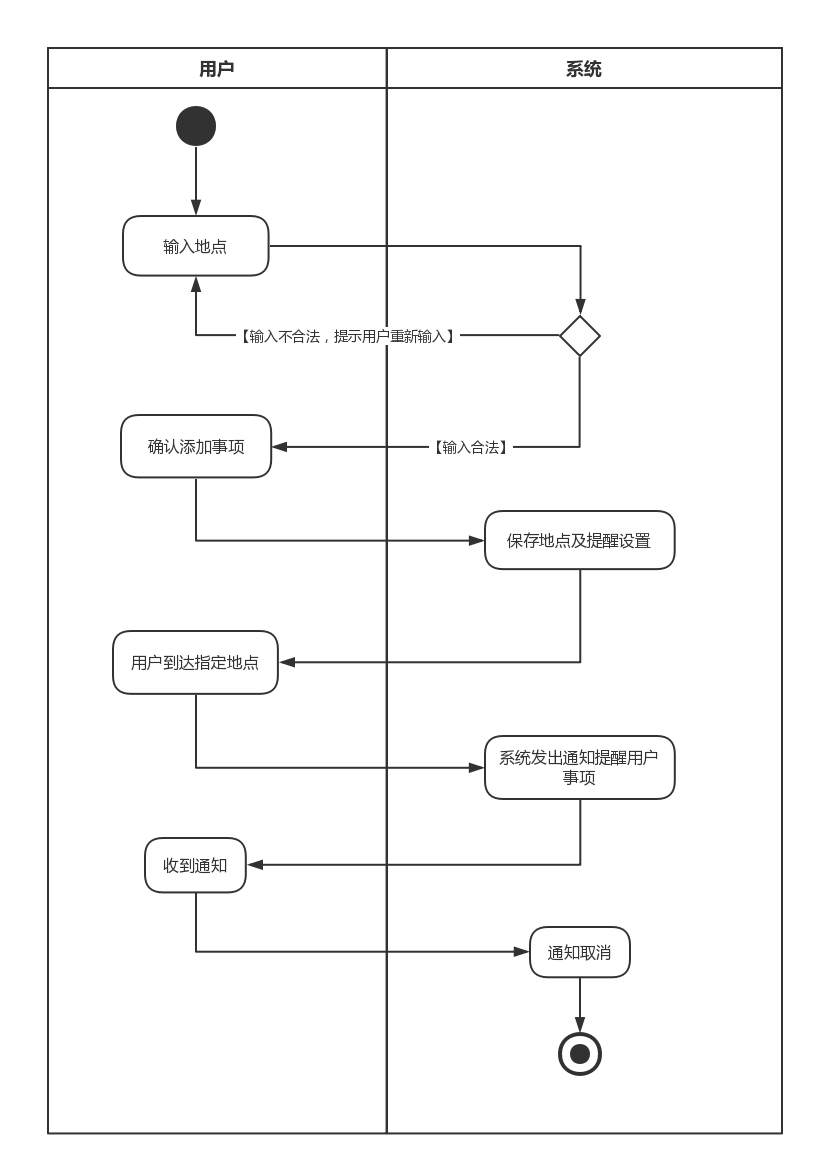 用户
系统
输入地点
【输入不合法，提示用户重新输入】
确认添加事项
【输入合法】
保存地点及提醒设置
用户到达指定地点
系统发出通知提醒用户
事项
收到通知
通知取消